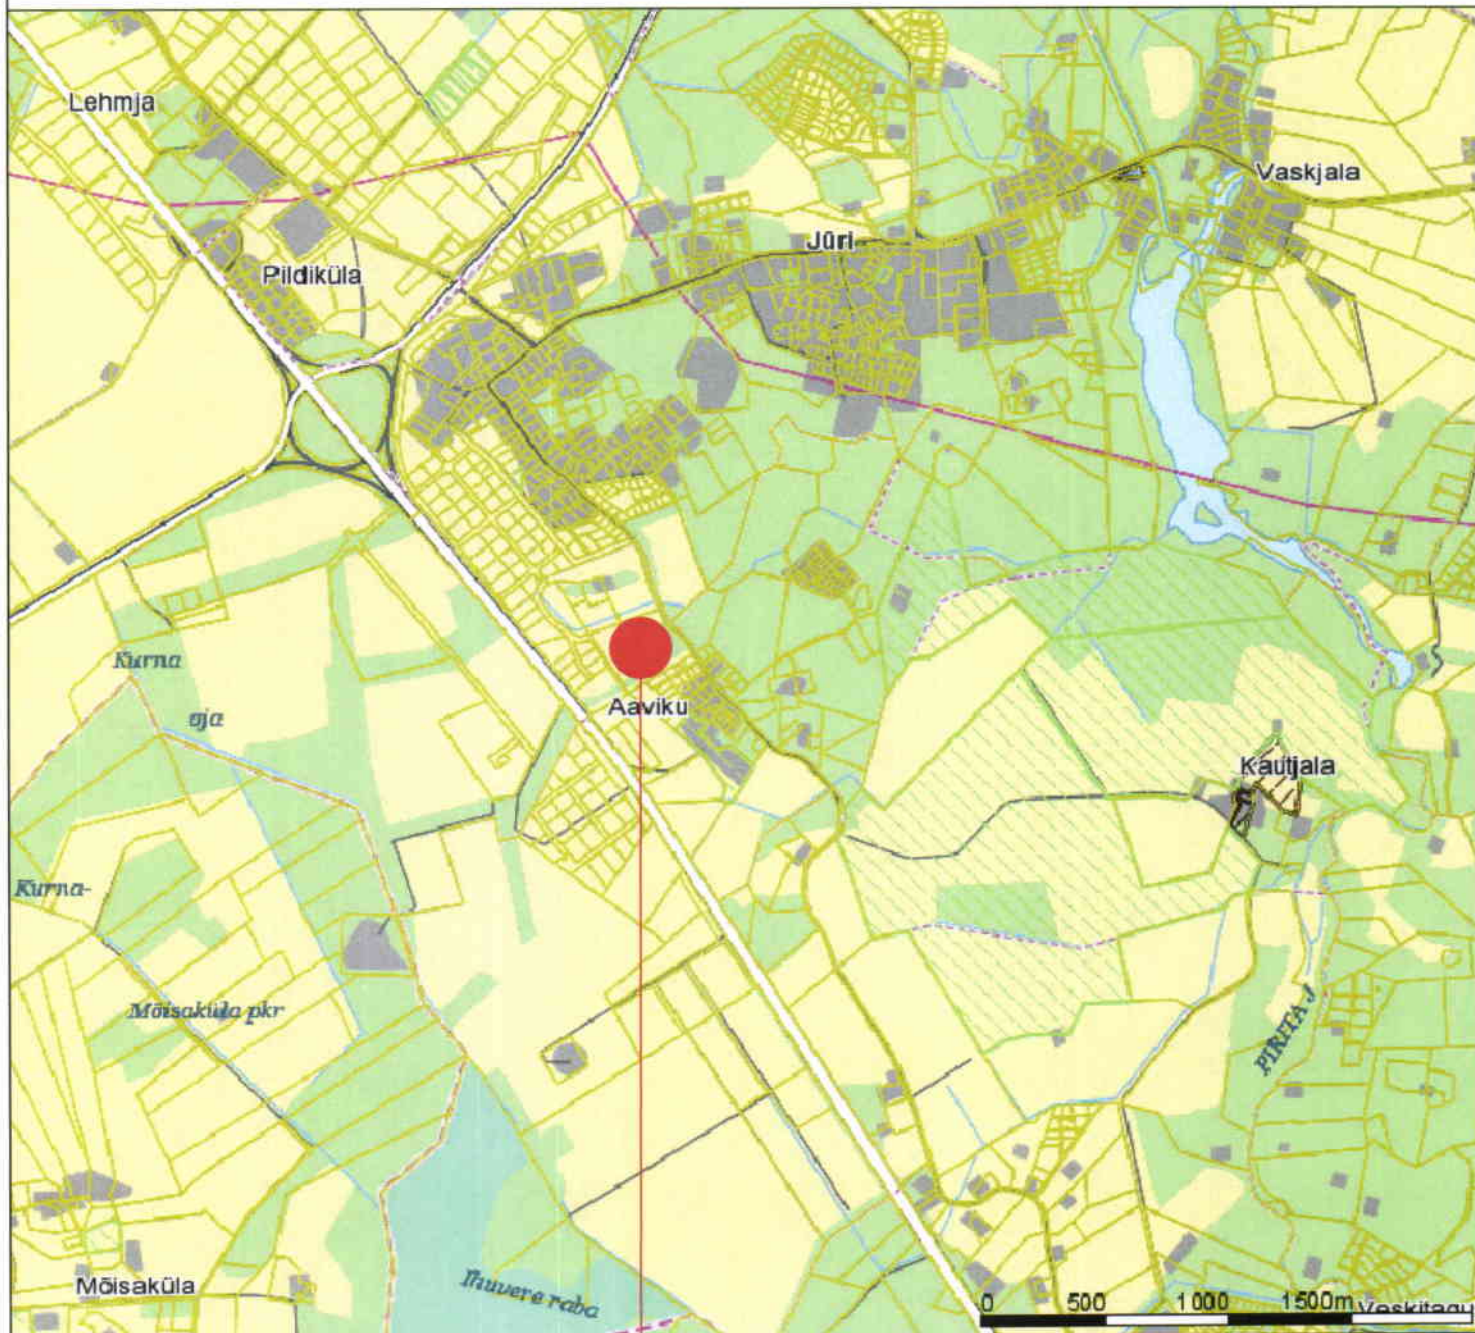 Lehmja
Vaskjala
Jüri
Pildiküla
Kurna
oja
Aaviku
Kautjala
Kurna-
Mõisaküla pkr
PIRITA J
Mõisaküla
Ihuvere raba
0 500 1000 1500m
Veskitagu